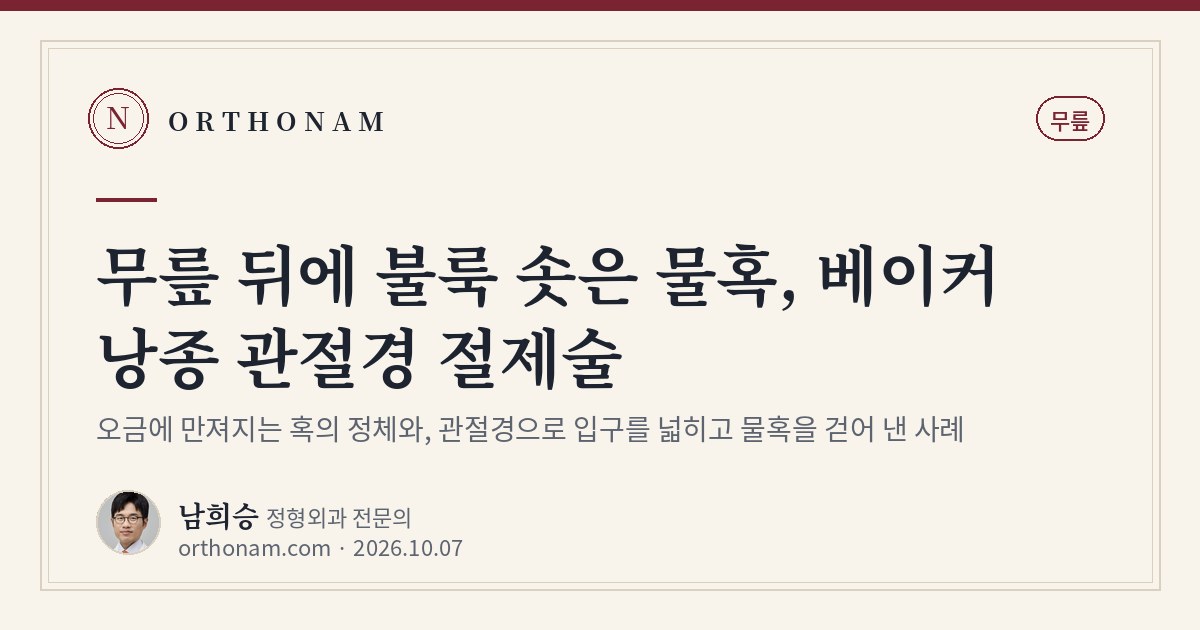 N ORTHONAM
무릎
무릎 뒤에 불룩 솟은 물혹, 베이커
낭종 관절경 절제술
오금에 만져지는 혹의 정체와, 관절경으로 입구를 넓히고 물혹을 걷어 낸 사례
남희승 정형외과 전문의
orthonam.com · 2026.10.07